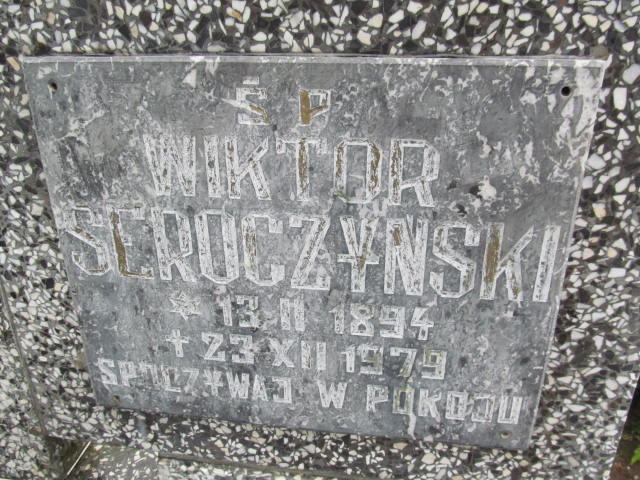 Ś P
WIKTOR
SEROCZYŃSKI
* 13 II 1894
+ 23 XII 1979
SPOCZYWAJ W POKOJU